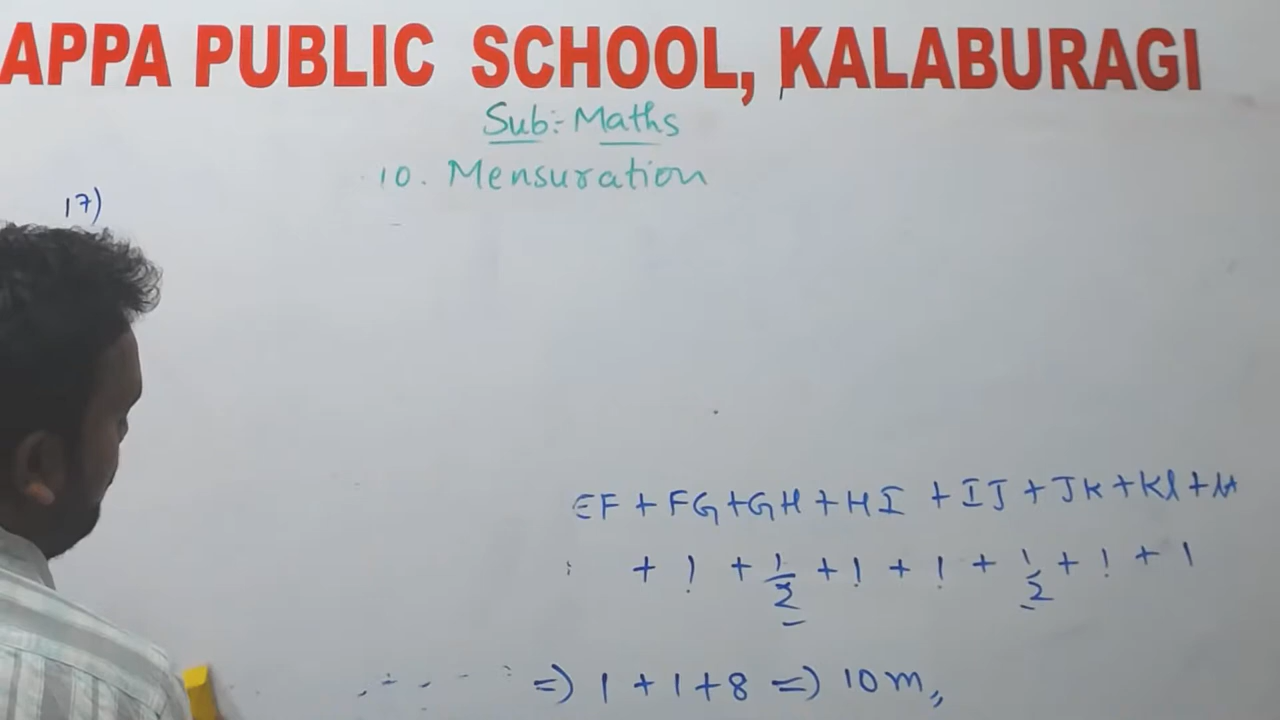 APPA PUBLIC SCHOOL, KALABURAGI
Sub:- Maths
10. Mensuration
17)
EF + FG + GH + HI + IJ + JK + KL + LA
+ 1 + 1/2 + 1 + 1 + 1/2 + 1 + 1
=) 1 + 1 + 8 =) 10 m,,